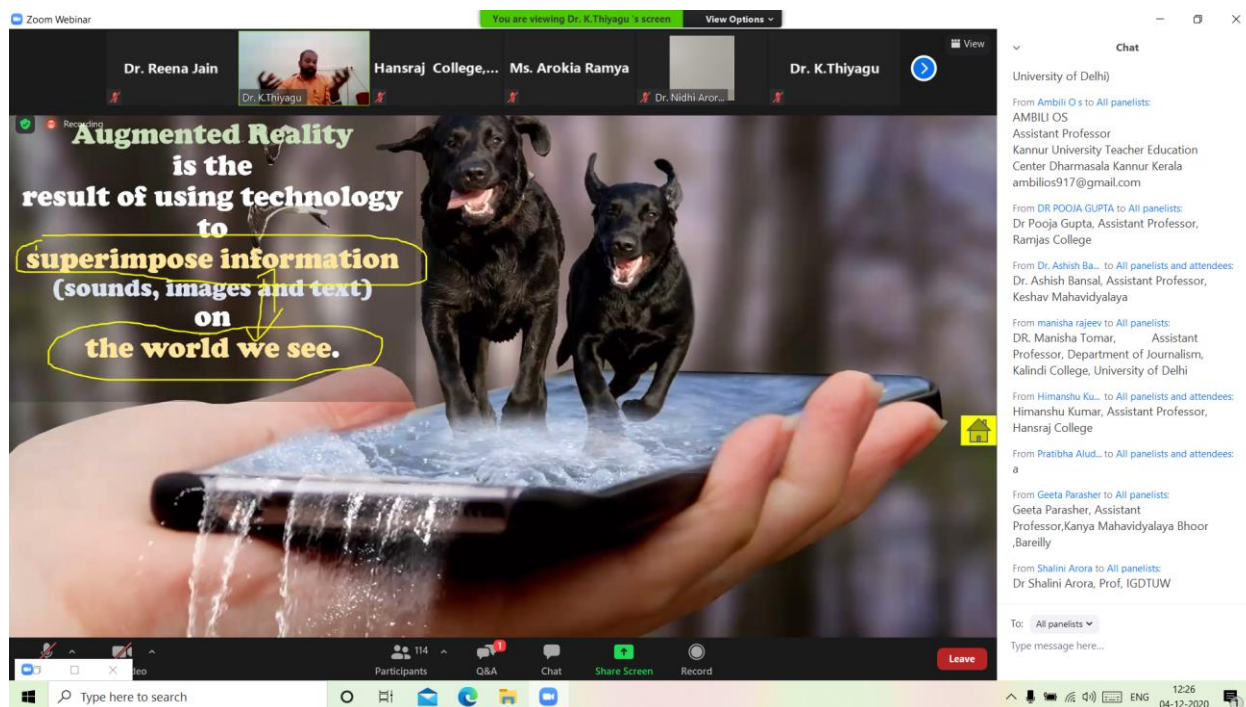 Zoom Webinar
You are viewing Dr. K.Thiyagu 's screen
View Options
Dr. Reena Jain
Dr. K.Thiyagu
Hansraj College,...
Ms. Arokia Ramya
Dr. Nidhi Aror...
Dr. K.Thiyagu
View
Recording
Augmented Reality
is the
result of using technology
to
superimpose information
(sounds, images and text)
on
the world we see.
Chat
University of Delhi)
From Ambili O s to All panelists:
AMBILI OS
Assistant Professor
Kannur University Teacher Education
Center Dharmasala Kannur Kerala
ambilios917@gmail.com
From DR POOJA GUPTA to All panelists:
Dr Pooja Gupta, Assistant Professor,
Ramjas College
From Dr. Ashish Ba... to All panelists and attendees:
Dr. Ashish Bansal, Assistant Professor,
Keshav Mahavidyalaya
From manisha rajeev to All panelists:
DR. Manisha Tomar, Assistant
Professor, Department of Journalism,
Kalindi College, University of Delhi
From Himanshu Ku... to All panelists and attendees:
Himanshu Kumar, Assistant Professor,
Hansraj College
From Pratibha Alud... to All panelists and attendees:
a
From Geeta Parasher to All panelists:
Geeta Parasher, Assistant
Professor,Kanya Mahavidyalaya Bhoor
,Bareilly
From Shalini Arora to All panelists:
Dr Shalini Arora, Prof, IGDTUW
To: All panelists
Type message here...
114
1
Participants
Q&A
Chat
Share Screen
Record
Leave
Type here to search
ENG
12:26
04-12-2020
1